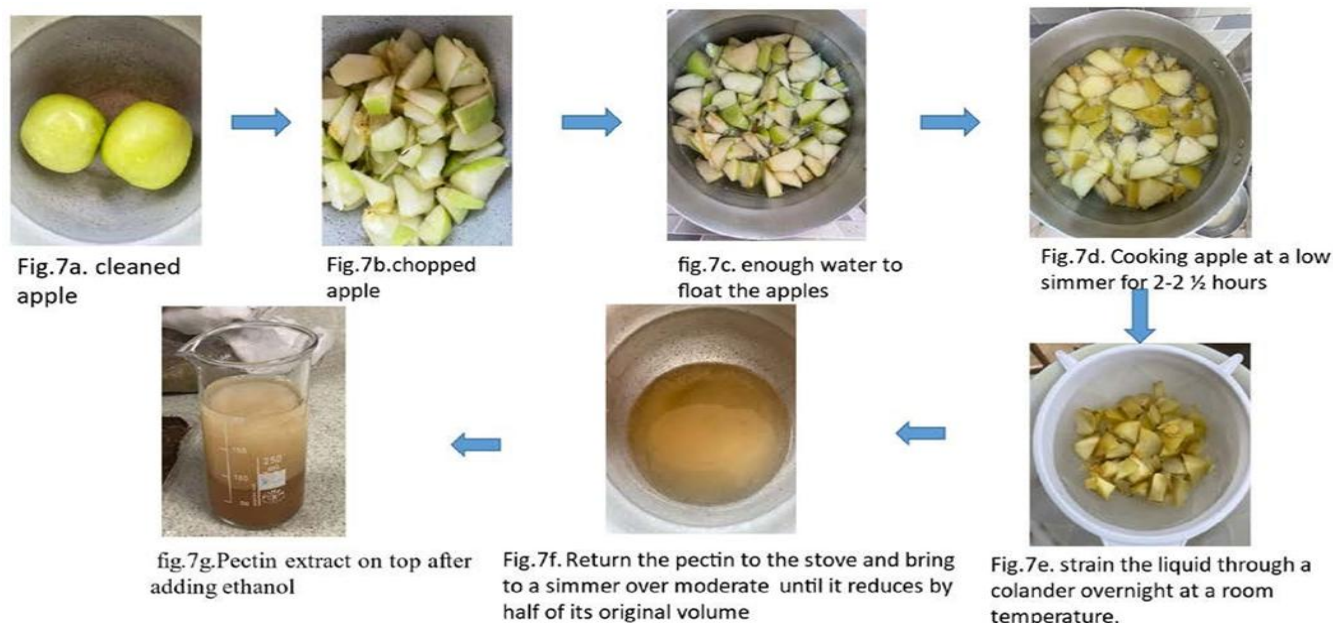 Fig.7a. cleaned
apple
Fig.7b.chopped
apple
fig.7c. enough water to
float the apples
Fig.7d. Cooking apple at a low
simmer for 2-2 ½ hours
fig.7g.Pectin extract on top after
adding ethanol
250
Fig.7f. Return the pectin to the stove and bring
to a simmer over moderate until it reduces by
half of its original volume
Fig.7e. strain the liquid through a
colander overnight at a room
temperature.